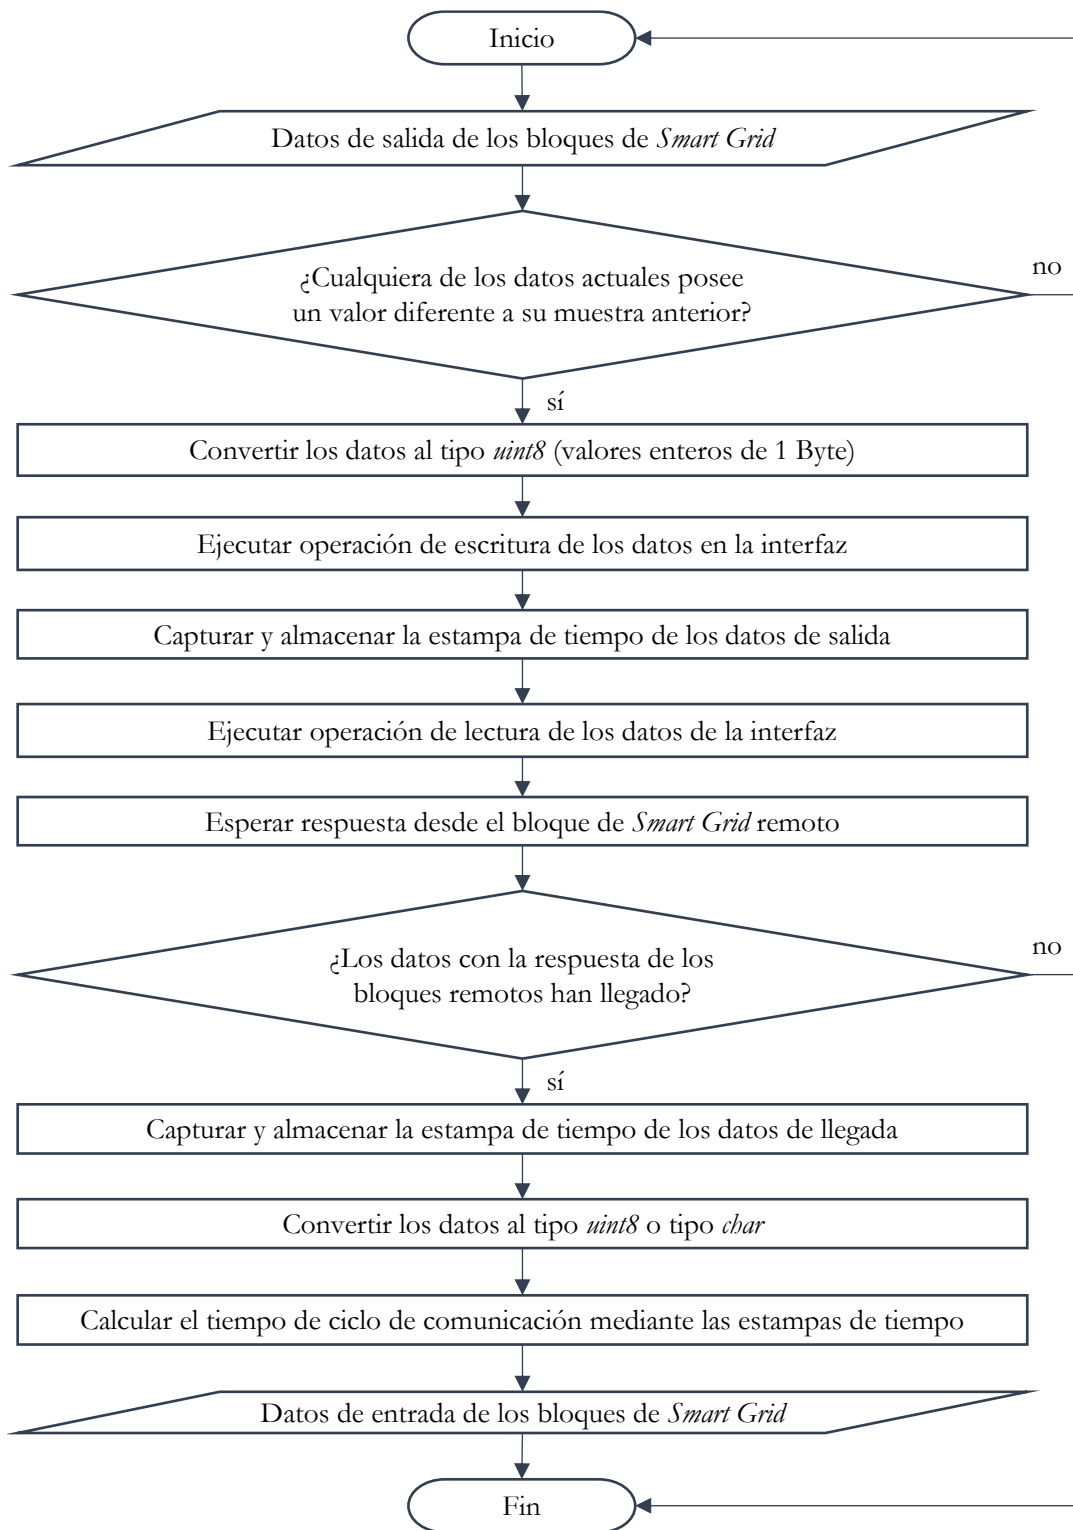 Inicio
Datos de salida de los bloques de Smart Grid
¿Cualquiera de los datos actuales posee
un valor diferente a su muestra anterior?
no
sí
Convertir los datos al tipo uint8 (valores enteros de 1 Byte)
Ejecutar operación de escritura de los datos en la interfaz
Capturar y almacenar la estampa de tiempo de los datos de salida
Ejecutar operación de lectura de los datos de la interfaz
Esperar respuesta desde el bloque de Smart Grid remoto
¿Los datos con la respuesta de los
bloques remotos han llegado?
no
sí
Capturar y almacenar la estampa de tiempo de los datos de llegada
Convertir los datos al tipo uint8 o tipo char
Calcular el tiempo de ciclo de comunicación mediante las estampas de tiempo
Datos de entrada de los bloques de Smart Grid
Fin